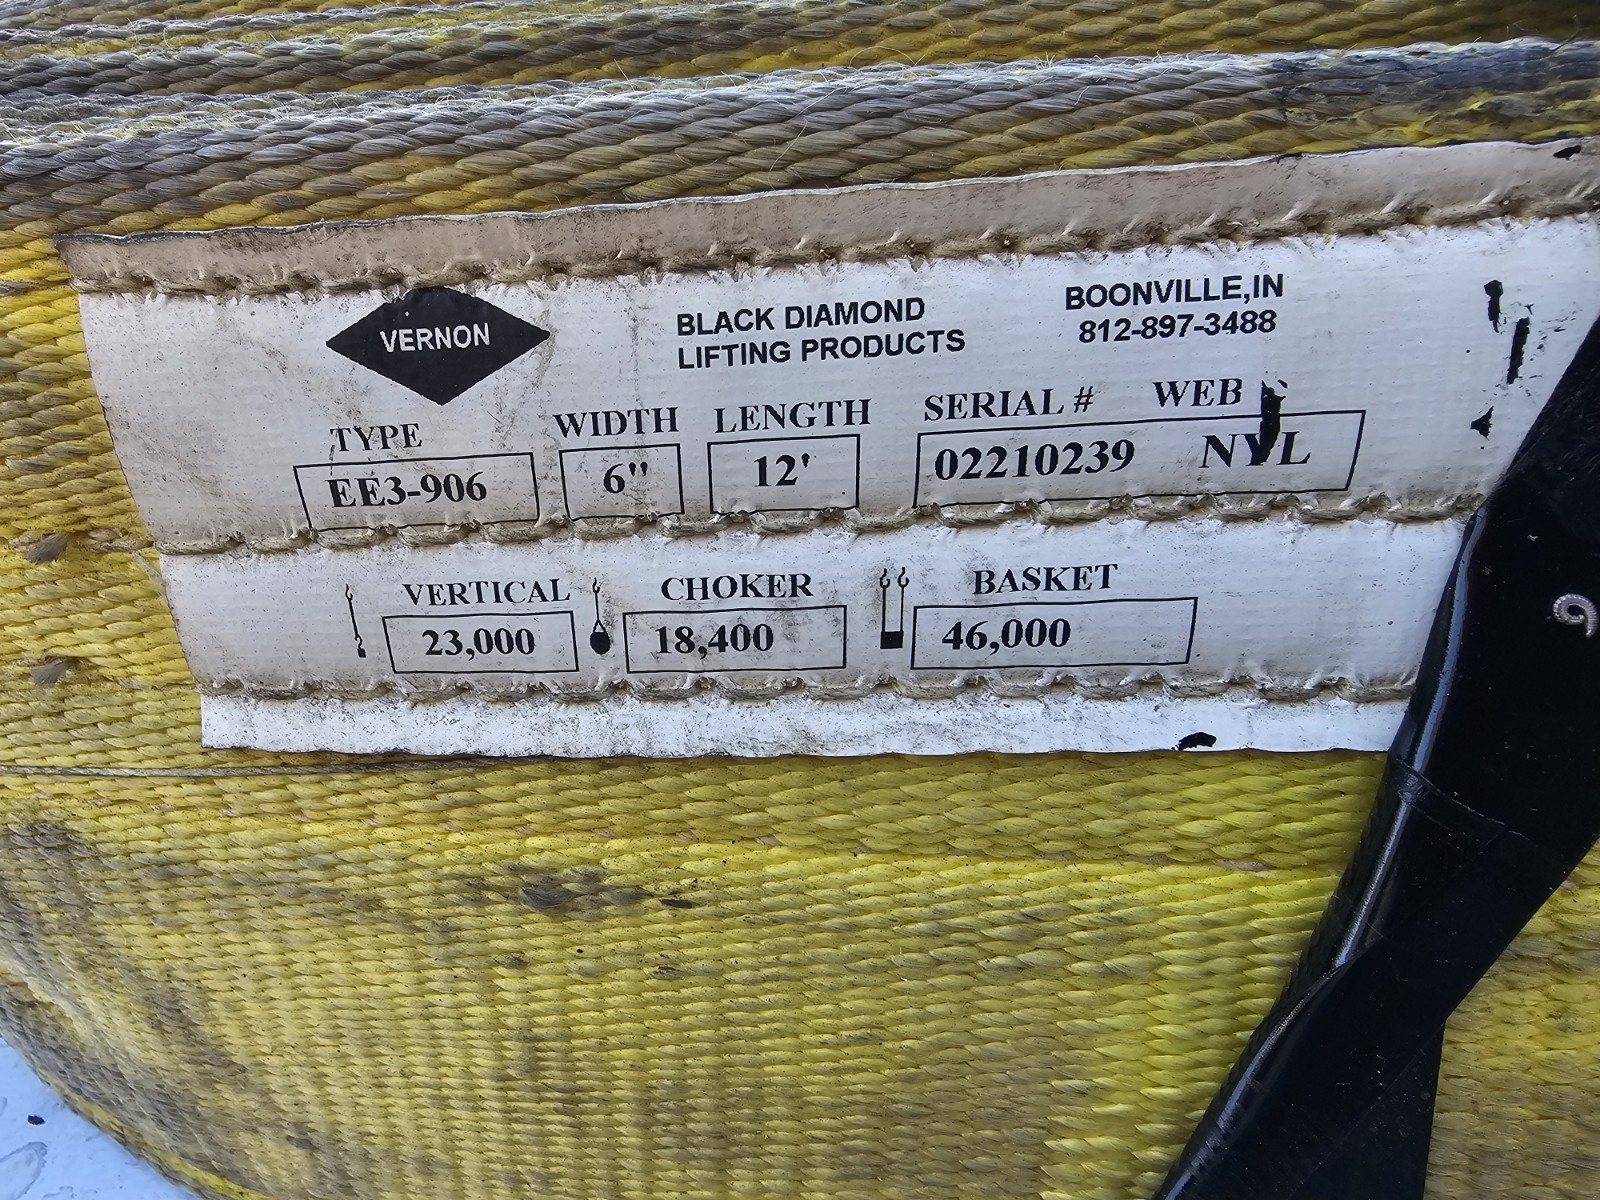 VERNON
BLACK DIAMOND
LIFTING PRODUCTS
BOONVILLE,IN
812-897-3488
TYPE WIDTH LENGTH SERIAL # WEB
EE3-906 6" 12' 02210239 NYL
VERTICAL CHOKER BASKET
23,000 18,400 46,000